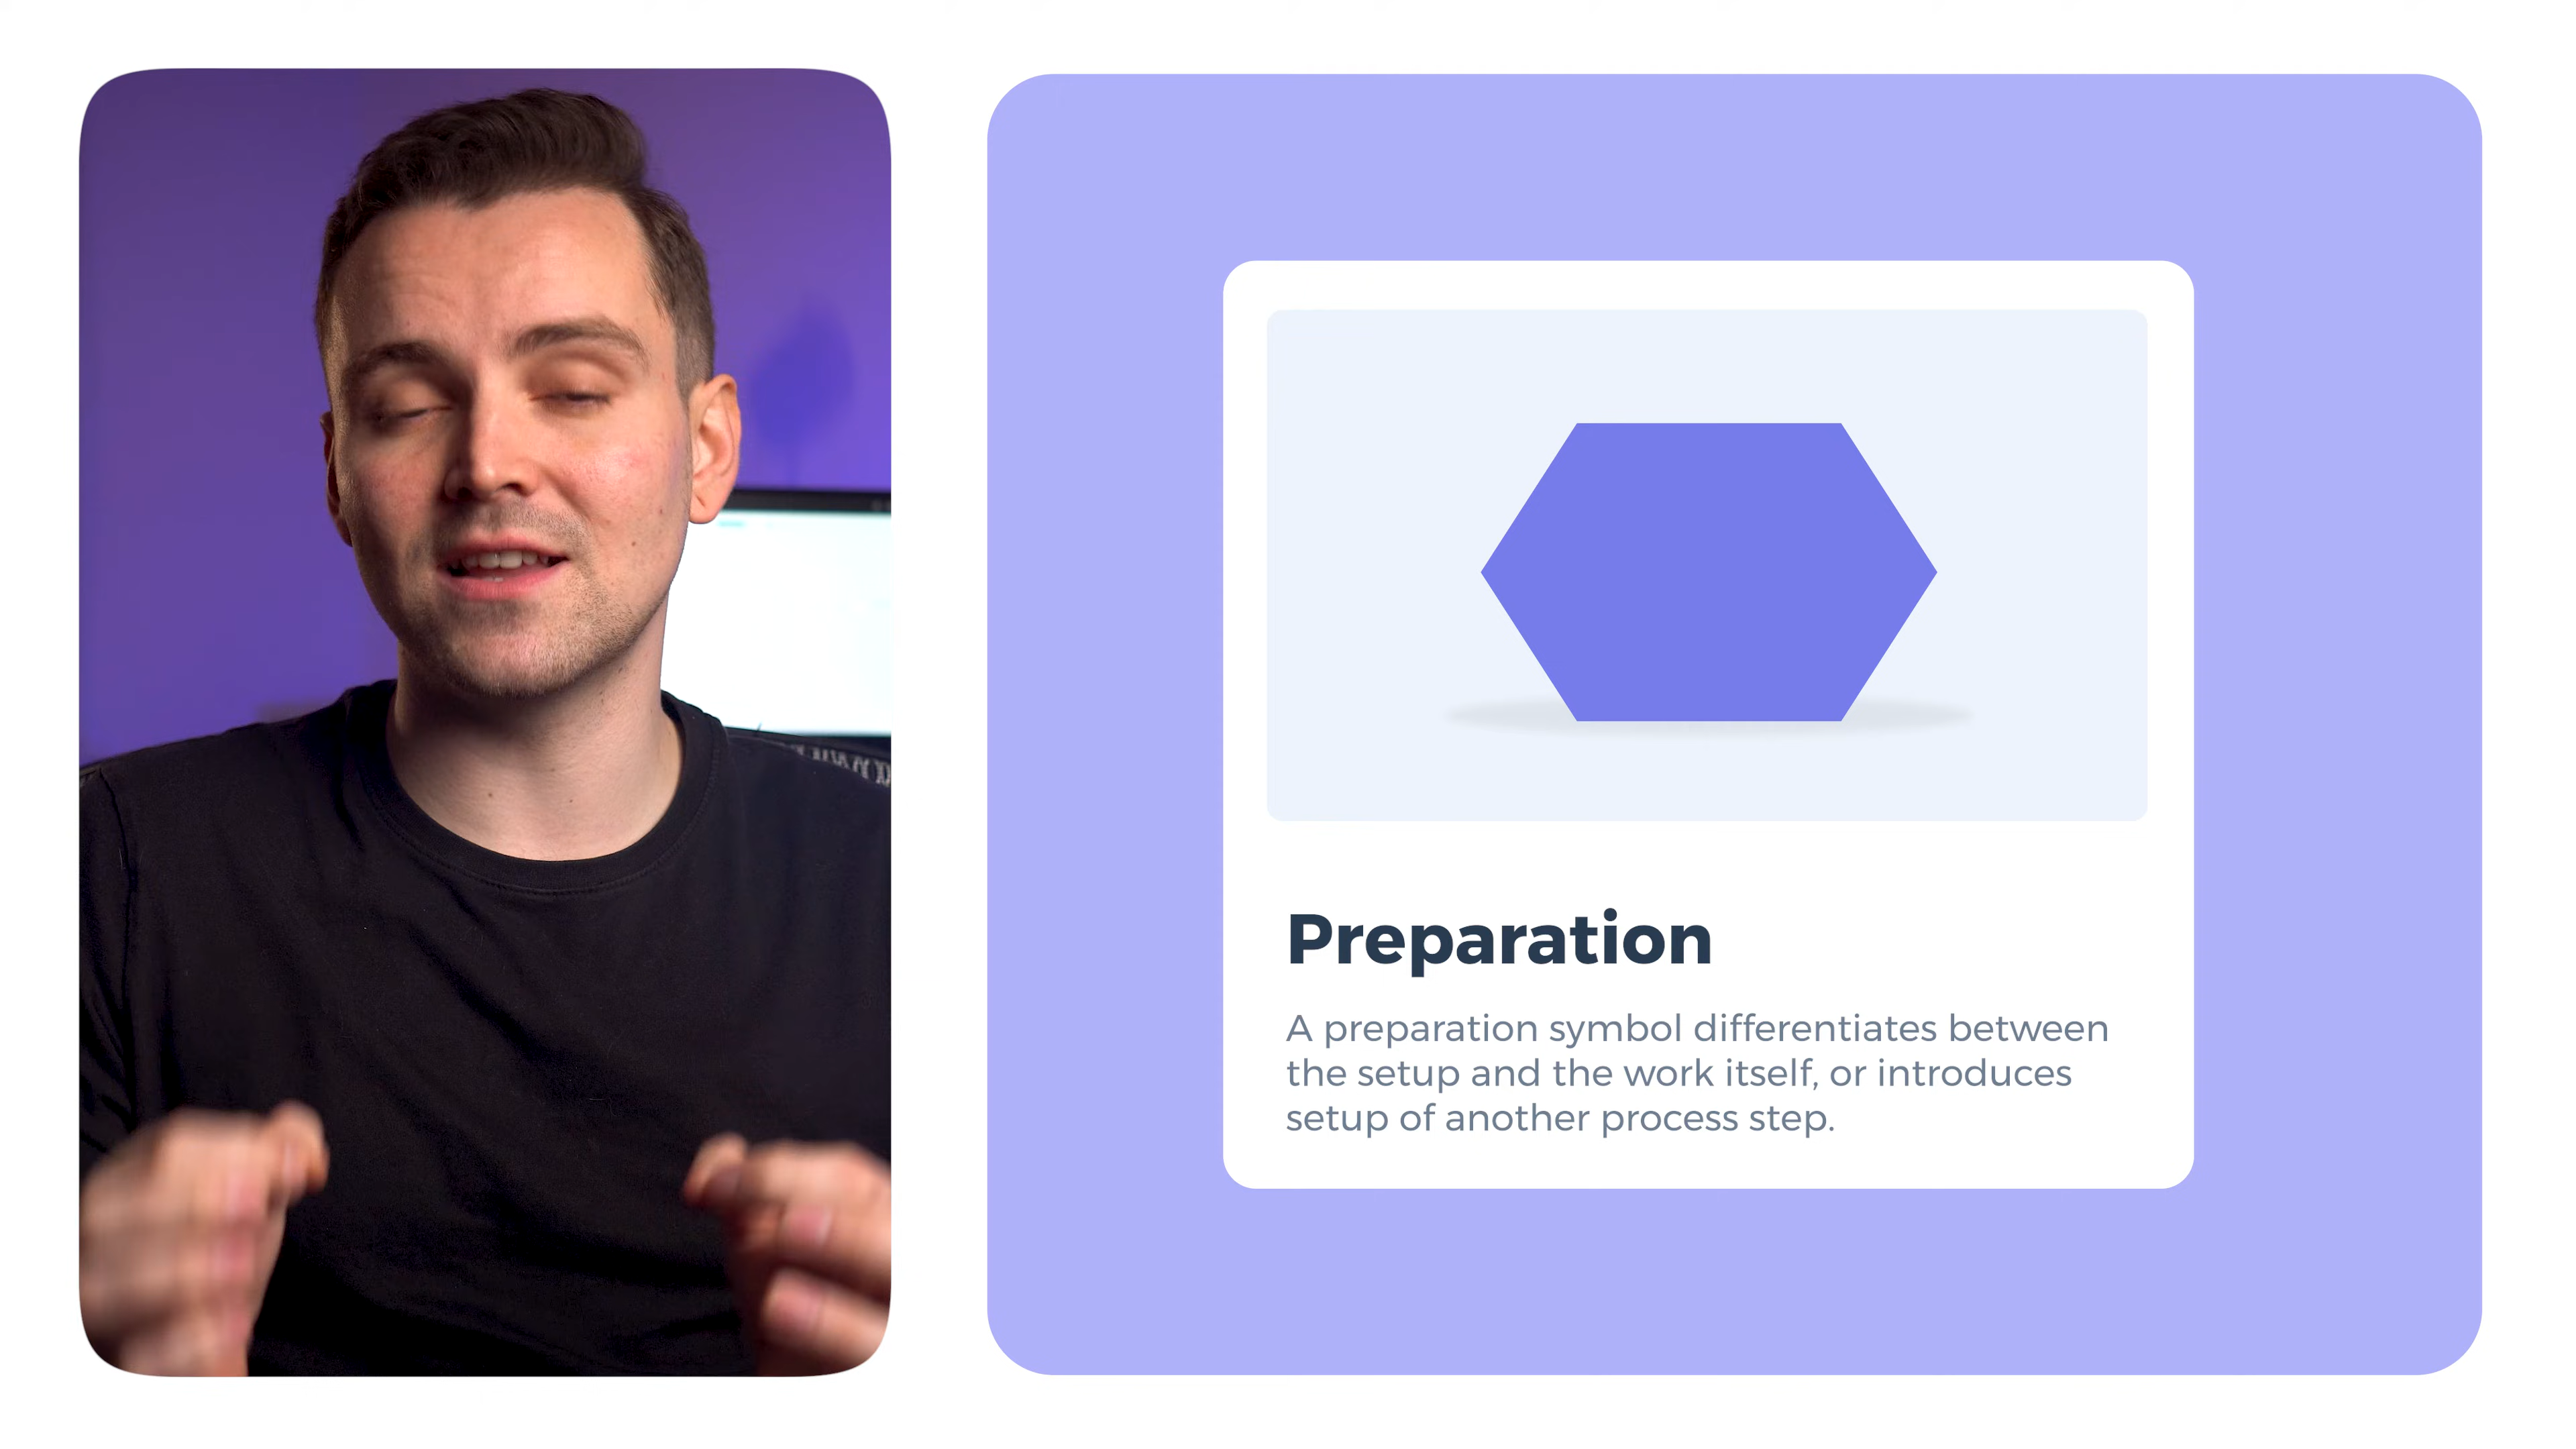 Preparation
A preparation symbol differentiates between
the setup and the work itself, or introduces
setup of another process step.